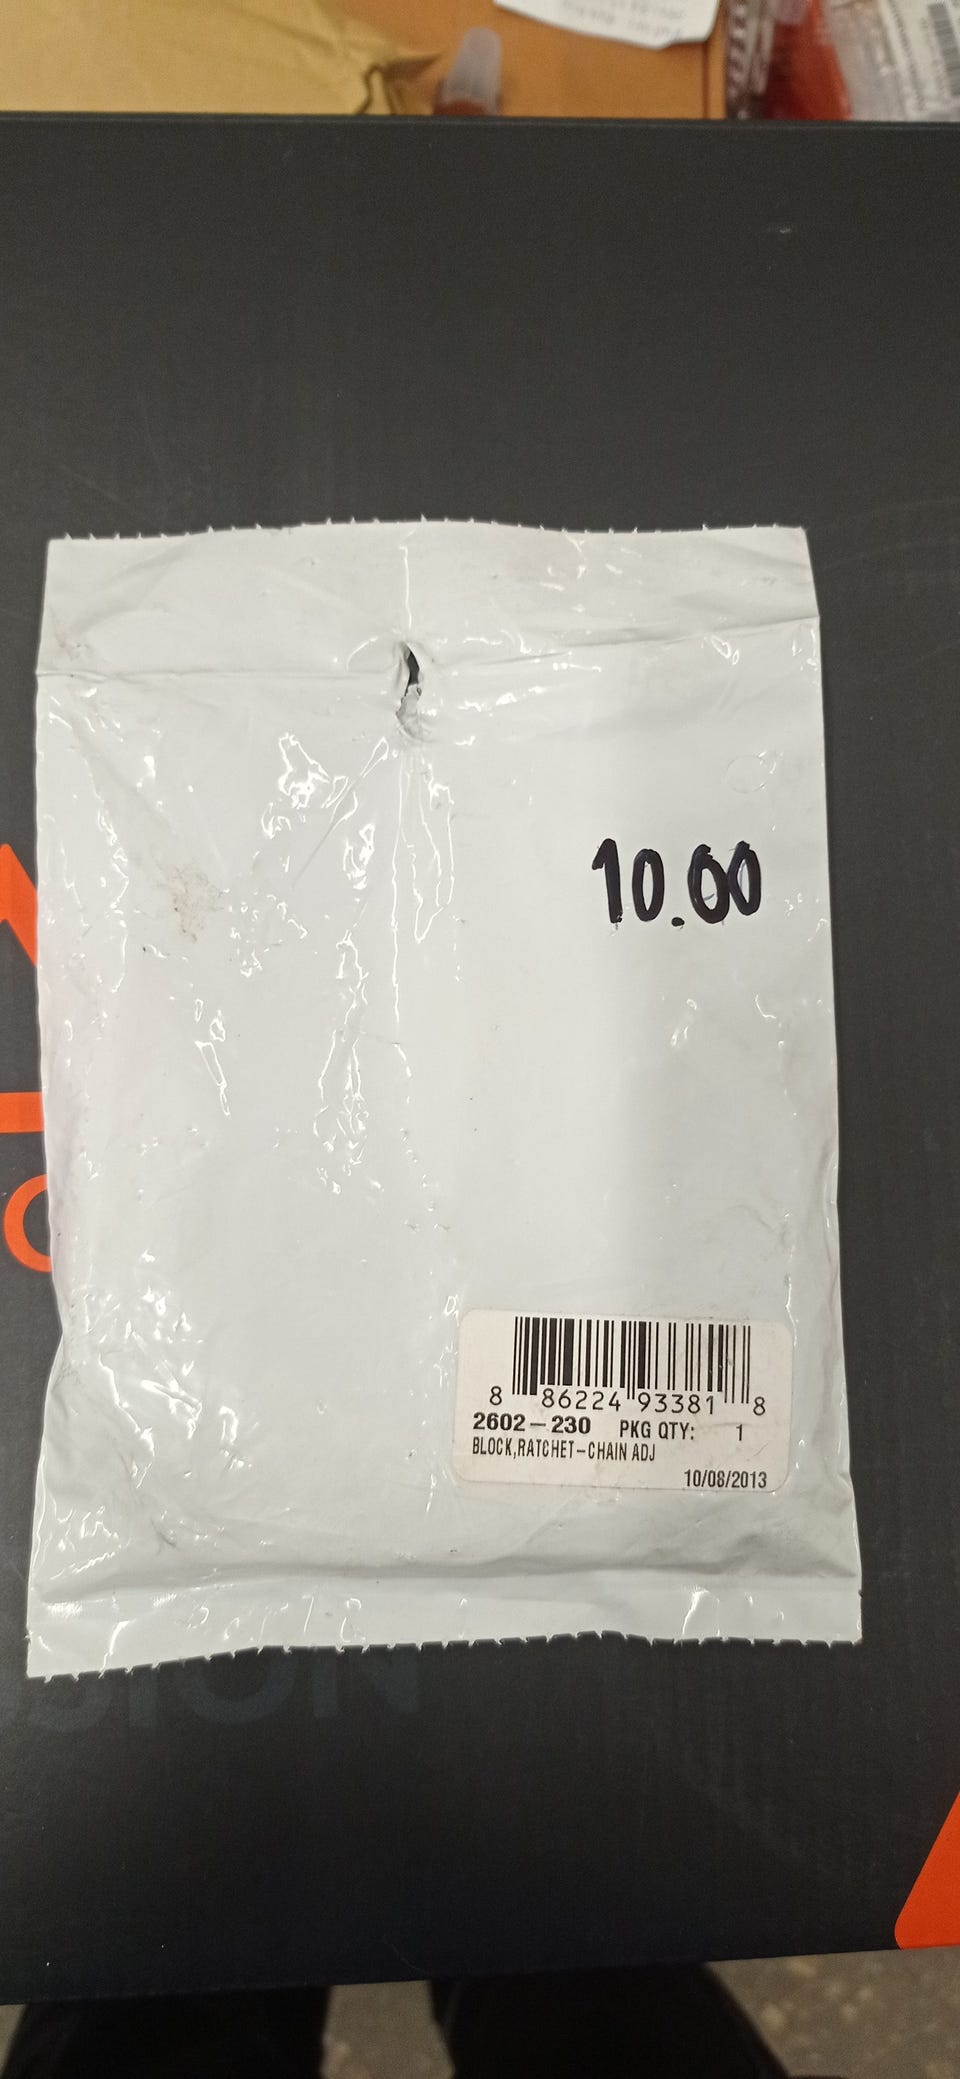 10.00
8 86224 93381 8
2602-230 PKG QTY: 1
BLOCK,RATCHET-CHAIN ADJ
10/08/2013